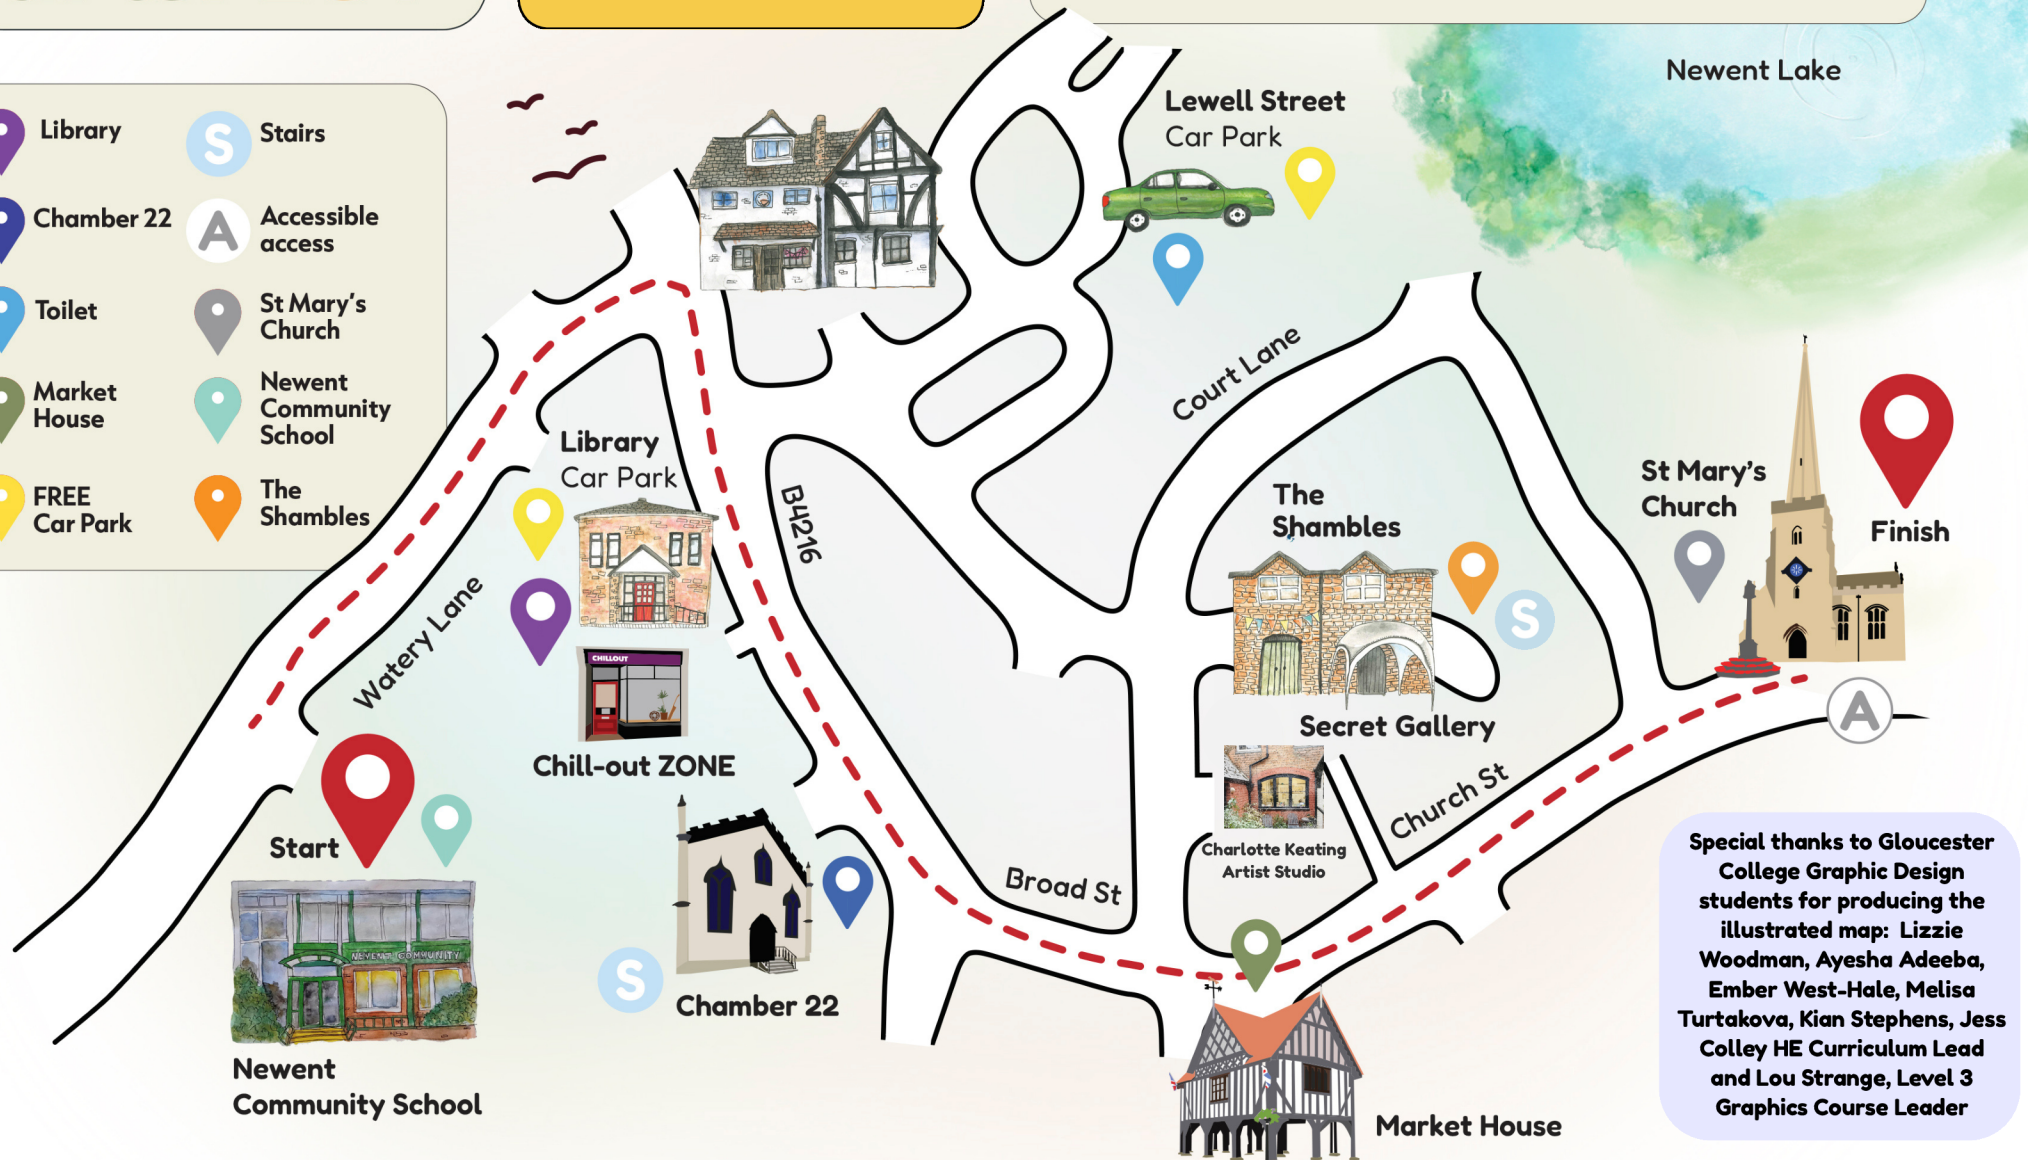 Library
Stairs
Chamber 22
Accessible
access
Toilet
St Mary's
Church
Market
House
Newent
Community
School
FREE
Car Park
The
Shambles
Newent Lake
Lewell Street
Car Park
Court Lane
Library
Car Park
B4216
Watery Lane
CHILLOUT
Chill-out ZONE
The
Shambles
S
Secret Gallery
St Mary's
Church
Finish
A
Start
NEWENT COMMUNITY
Newent
Community School
S
Chamber 22
Broad St
Charlotte Keating
Artist Studio
Church St
Market House
S
A
Special thanks to Gloucester
College Graphic Design
students for producing the
illustrated map: Lizzie
Woodman, Ayesha Adeeba,
Ember West-Hale, Melisa
Turtakova, Kian Stephens, Jess
Colley HE Curriculum Lead
and Lou Strange, Level 3
Graphics Course Leader